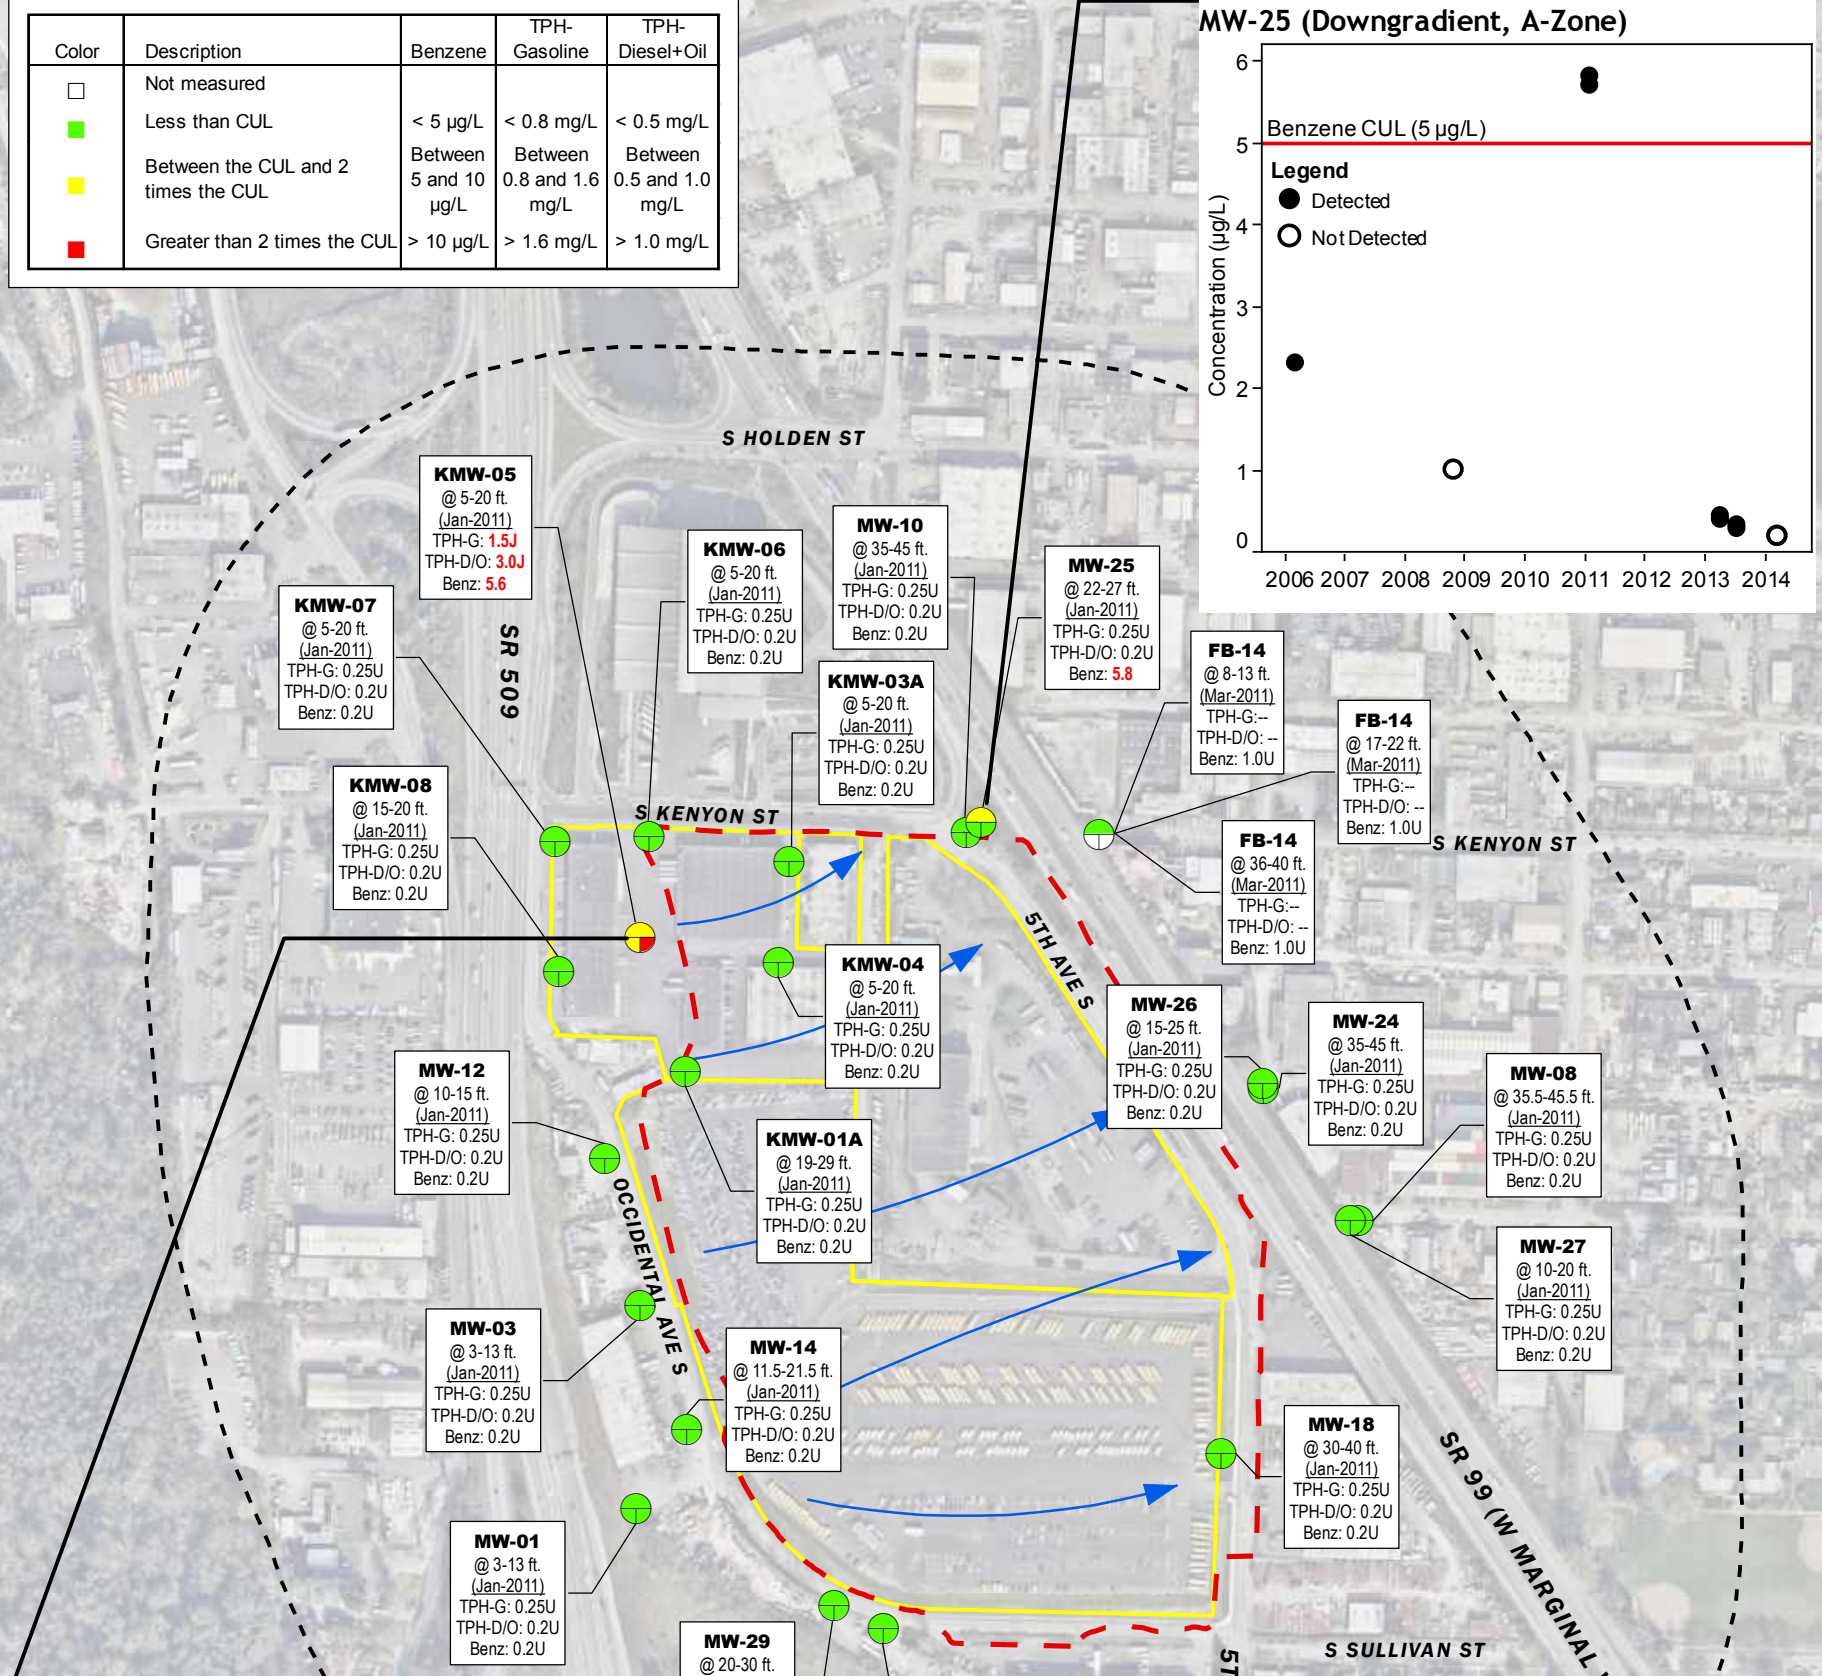 Color
Description
Benzene
TPH-
Gasoline
TPH-
Diesel+Oil
Not measured
Less than CUL
< 5 µg/L
< 0.8 mg/L
< 0.5 mg/L
Between the CUL and 2
times the CUL
Between
5 and 10
µg/L
Between
0.8 and 1.6
mg/L
Between
0.5 and 1.0
mg/L
Greater than 2 times the CUL
> 10 µg/L
> 1.6 mg/L
> 1.0 mg/L
MW-25 (Downgradient, A-Zone)
Concentration (µg/L)
6
5
4
3
2
1
0
Benzene CUL (5 µg/L)
Legend
Detected
Not Detected
2006 2007 2008 2009 2010 2011 2012 2013 2014
S HOLDEN ST
KMW-05
@ 5-20 ft.
(Jan-2011)
TPH-G: 1.5J
TPH-D/O: 3.0J
Benz: 5.6
KMW-06
@ 5-20 ft.
(Jan-2011)
TPH-G: 0.25U
TPH-D/O: 0.2U
Benz: 0.2U
MW-10
@ 35-45 ft.
(Jan-2011)
TPH-G: 0.25U
TPH-D/O: 0.2U
Benz: 0.2U
MW-25
@ 22-27 ft.
(Jan-2011)
TPH-G: 0.25U
TPH-D/O: 0.2U
Benz: 5.8
KMW-07
@ 5-20 ft.
(Jan-2011)
TPH-G: 0.25U
TPH-D/O: 0.2U
Benz: 0.2U
SR 509
KMW-03A
@ 5-20 ft.
(Jan-2011)
TPH-G: 0.25U
TPH-D/O: 0.2U
Benz: 0.2U
FB-14
@ 8-13 ft.
(Mar-2011)
TPH-G:--
TPH-D/O: --
Benz: 1.0U
FB-14
@ 17-22 ft.
(Mar-2011)
TPH-G:--
TPH-D/O: --
Benz: 1.0U
KMW-08
@ 15-20 ft.
(Jan-2011)
TPH-G: 0.25U
TPH-D/O: 0.2U
Benz: 0.2U
S KENYON ST
FB-14
@ 36-40 ft.
(Mar-2011)
TPH-G:--
TPH-D/O: --
Benz: 1.0U
S KENYON ST
5TH AVE S
KMW-04
@ 5-20 ft.
(Jan-2011)
TPH-G: 0.25U
TPH-D/O: 0.2U
Benz: 0.2U
MW-26
@ 15-25 ft.
(Jan-2011)
TPH-G: 0.25U
TPH-D/O: 0.2U
Benz: 0.2U
MW-24
@ 35-45 ft.
(Jan-2011)
TPH-G: 0.25U
TPH-D/O: 0.2U
Benz: 0.2U
MW-12
@ 10-15 ft.
(Jan-2011)
TPH-G: 0.25U
TPH-D/O: 0.2U
Benz: 0.2U
MW-08
@ 35.5-45.5 ft.
(Jan-2011)
TPH-G: 0.25U
TPH-D/O: 0.2U
Benz: 0.2U
KMW-01A
@ 19-29 ft.
(Jan-2011)
TPH-G: 0.25U
TPH-D/O: 0.2U
Benz: 0.2U
OCCIDENTAL AVE S
MW-27
@ 10-20 ft.
(Jan-2011)
TPH-G: 0.25U
TPH-D/O: 0.2U
Benz: 0.2U
MW-03
@ 3-13 ft.
(Jan-2011)
TPH-G: 0.25U
TPH-D/O: 0.2U
Benz: 0.2U
MW-14
@ 11.5-21.5 ft.
(Jan-2011)
TPH-G: 0.25U
TPH-D/O: 0.2U
Benz: 0.2U
MW-18
@ 30-40 ft.
(Jan-2011)
TPH-G: 0.25U
TPH-D/O: 0.2U
Benz: 0.2U
SR 99 (W MARGINAL
MW-01
@ 3-13 ft.
(Jan-2011)
TPH-G: 0.25U
TPH-D/O: 0.2U
Benz: 0.2U
MW-29
@ 20-30 ft.
5T
S SULLIVAN ST